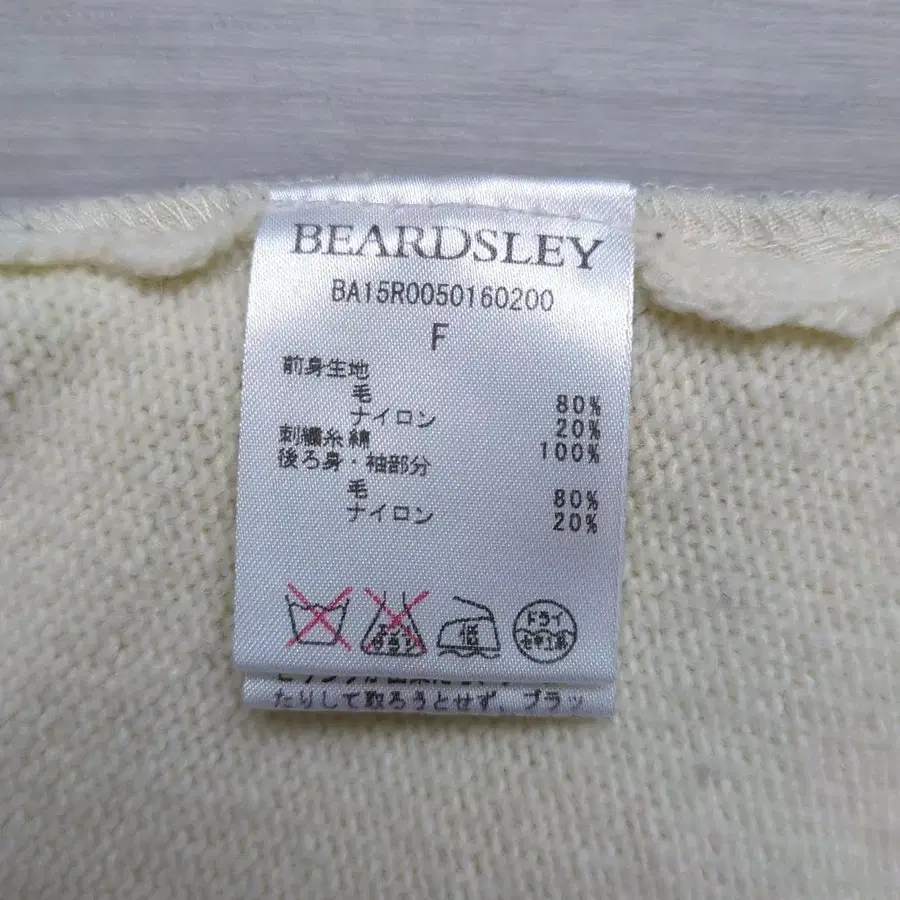 BEARDSLEY
BA15R0050160200
F
前身生地
毛 80%
ナイロン 20%
刺繍糸綿 100%
後ろ身・袖部分
毛 80%
ナイロン 20%
低
ドライ
たりして取ろうとせず。ブラッ